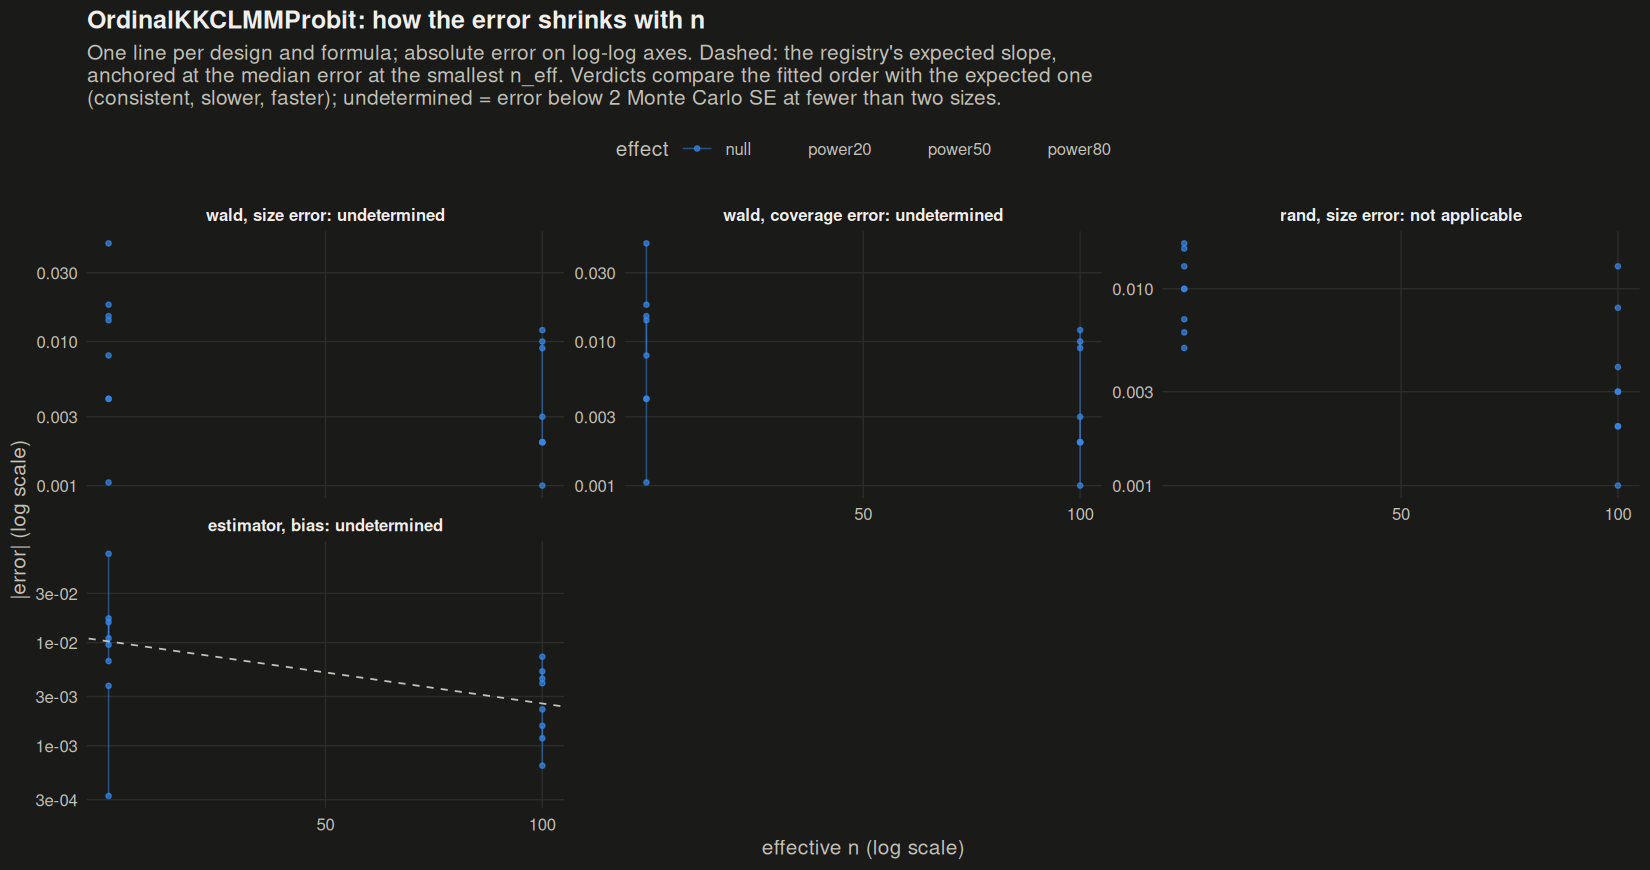 OrdinalKKCLMMProbit: how the error shrinks with n
One line per design and formula; absolute error on log-log axes. Dashed: the registry's expected slope,
anchored at the median error at the smallest n_eff. Verdicts compare the fitted order with the expected one
(consistent, slower, faster); undetermined = error below 2 Monte Carlo SE at fewer than two sizes.
effect null power20 power50 power80
wald, size error: undetermined
0.030
0.010
0.003
0.001
wald, coverage error: undetermined
0.030
0.010
0.003
0.001
50 100
rand, size error: not applicable
0.010
0.003
0.001
50 100
estimator, bias: undetermined
3e-02
1e-02
3e-03
1e-03
3e-04
50 100
|error| (log scale)
effective n (log scale)